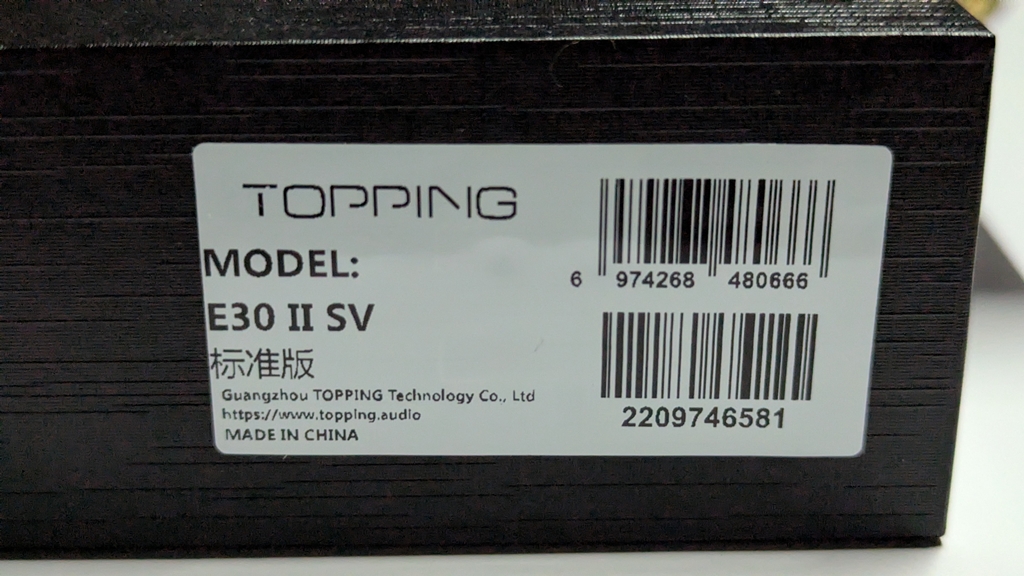 TOPPING
MODEL:
E30 II SV
标准版
Guangzhou TOPPING Technology Co., Ltd
https://www.topping.audio
MADE IN CHINA
6 974268 480666
2209746581